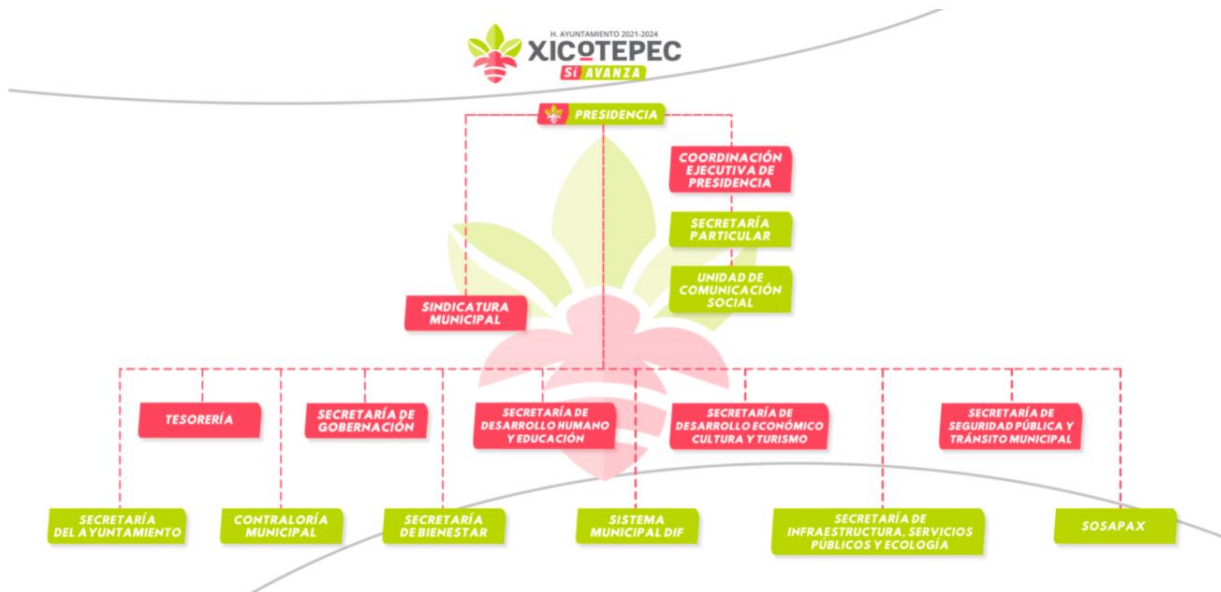 H. AYUNTAMIENTO 2021-2024
XICOTEPEC
Sí AVANZA
PRESIDENCIA
COORDINACIÓN
EJECUTIVA DE
PRESIDENCIA
SECRETARÍA
PARTICULAR
UNIDAD DE
COMUNICACIÓN
SOCIAL
SINDICATURA
MUNICIPAL
TESORERÍA
SECRETARÍA DE
GOBERNACIÓN
SECRETARÍA DE
DESARROLLO HUMANO
Y EDUCACIÓN
SECRETARÍA DE
DESARROLLO ECONÓMICO
CULTURA Y TURISMO
SECRETARÍA DE
SEGURIDAD PÚBLICA Y
TRÁNSITO MUNICIPAL
SECRETARÍA
DEL AYUNTAMIENTO
CONTRALORÍA
MUNICIPAL
SECRETARÍA
DE BIENESTAR
SISTEMA
MUNICIPAL DIF
SECRETARÍA DE
INFRAESTRUCTURA, SERVICIOS
PÚBLICOS Y ECOLOGÍA
SOSAPAX